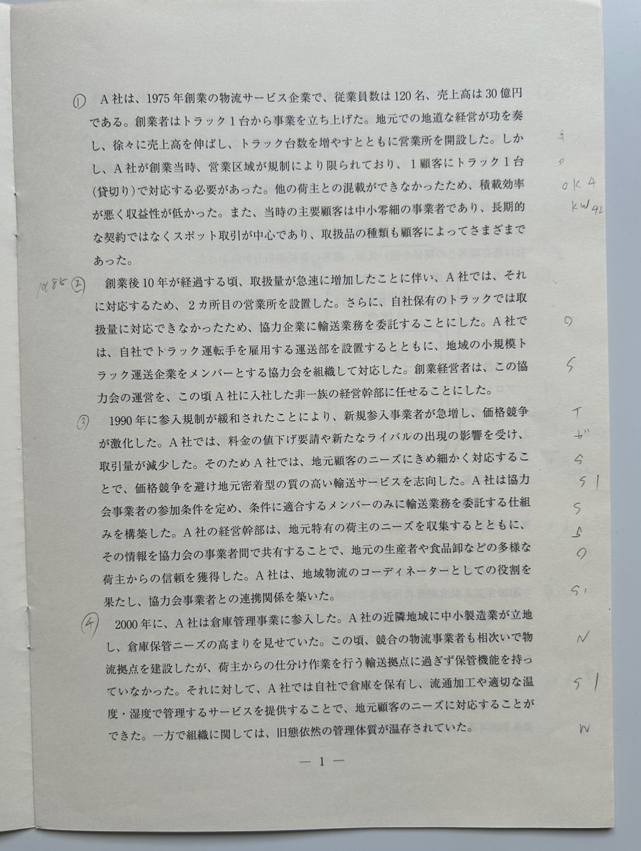 ① A社は、1975年創業の物流サービス企業で、従業員数は120名、売上高は30億円
である。創業者はトラック1台から事業を立ち上げた。地元での地道な経営が功を奏
し、徐々に売上高を伸ばし、トラック台数を増やすとともに営業所を開設した。しか
し、A社が創業当時、営業区域が規制により限られており、1顧客にトラック1台
(貸切り)で対応する必要があった。他の荷主との混載ができなかったため、積載効率
が悪く収益性が低かった。また、当時の主要顧客は中小零細の事業者であり、長期的
な契約ではなくスポット取引が中心であり、取扱品の種類も顧客によってさまざまで
あった。
② 創業後10年が経過する頃、取扱量が急速に増加したことに伴い、A社では、それ
に対応するため、2カ所目の営業所を設置した。さらに、自社保有のトラックでは取
扱量に対応できなかったため、協力企業に輸送業務を委託することにした。A社で
は、自社でトラック運転手を雇用する運送部を設置するとともに、地域の小規模ト
ラック運送企業をメンバーとする協力会を組織して対応した。創業経営者は、この協
力会の運営を、この頃A社に入社した非一族の経営幹部に任せることにした。
③ 1990年に参入規制が緩和されたことにより、新規参入事業者が急増し、価格競争
が激化した。A社では、料金の値下げ要請や新たなライバルの出現の影響を受け、
取引量が減少した。そのためA社では、地元顧客のニーズにきめ細かく対応するこ
とで、価格競争を避け地元密着型の質の高い輸送サービスを志向した。A社は協力
会事業者の参加条件を定め、条件に適合するメンバーのみに輸送業務を委託する仕組
みを構築した。A社の経営幹部は、地元特有の荷主のニーズを収集するとともに、
その情報を協力会の事業者間で共有することで、地元の生産者や食品卸などの多様な
荷主からの信頼を獲得した。A社は、地域物流のコーディネーターとしての役割を
果たし、協力会事業者との連携関係を築いた。
④ 2000年に、A社は倉庫管理事業に参入した。A社の近隣地域に中小製造業が立地
し、倉庫保管ニーズの高まりを見せていた。この頃、競合の物流事業者も相次いで物
流拠点を建設したが、荷主からの仕分け作業を行う輸送拠点に過ぎず保管機能を持っ
ていなかった。それに対して、A社では自社で倉庫を保有し、流通加工や適切な温
度・湿度で管理するサービスを提供することで、地元顧客のニーズに対応することが
できた。一方で組織に関しては、旧態依然の管理体質が温存されていた。
— 1 —